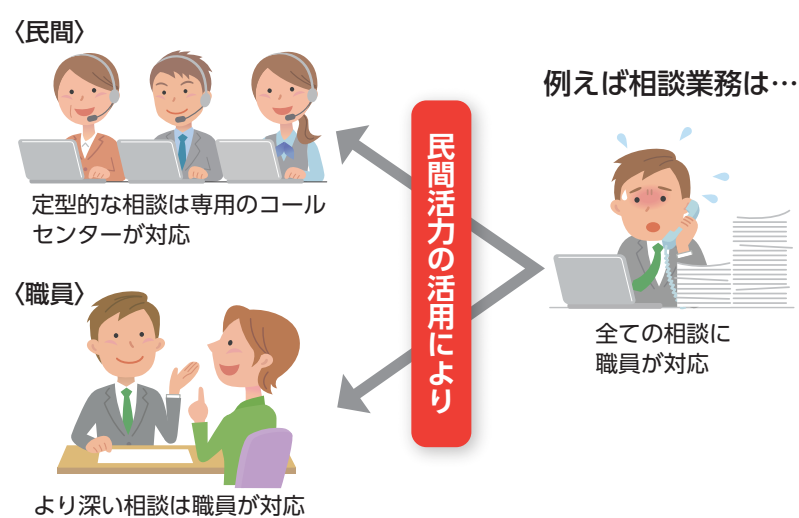 例えば相談業務は…
全ての相談に
職員が対応
民間活力の活用により
〈民間〉
定型的な相談は専用のコール
センターが対応
〈職員〉
より深い相談は職員が対応